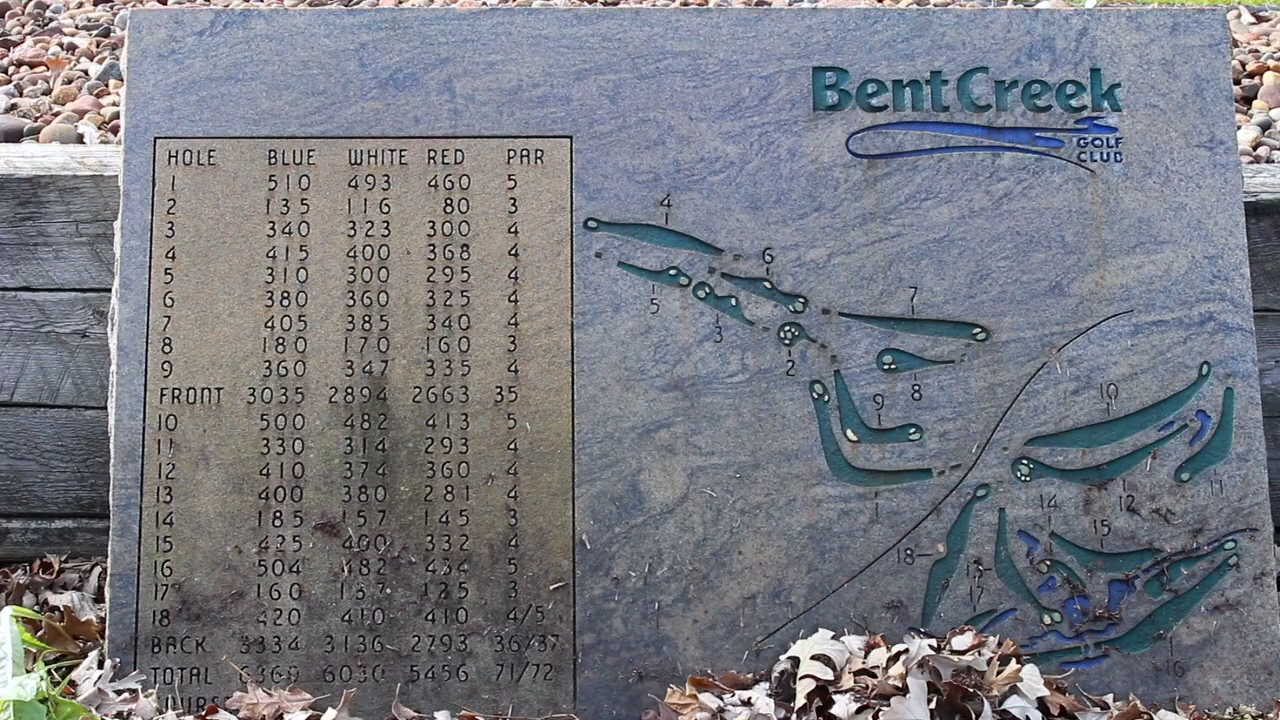 Bent Creek
GOLF
CLUB
HOLE BLUE WHITE RED PAR
1 510 493 460 5
2 135 116 80 3
3 340 323 300 4
4 415 400 368 4
5 310 300 295 4
6 380 360 325 4
7 405 385 340 4
8 180 170 160 3
9 360 347 335 4
FRONT 3035 2894 2663 35
10 500 482 413 5
11 330 314 293 4
12 410 374 360 4
13 400 380 281 4
14 185 157 145 3
15 425 400 332 4
16 504 482 434 5
17 160 137 125 3
18 420 410 410 4/5
BACK 3334 3136 2793 36/37
TOTAL 6369 6030 5456 71/72
4
6
5
3
7
2
8
9
10
1
14
12
11
15
18
13
17
16